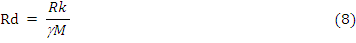 Rd = Rk / γM (8)